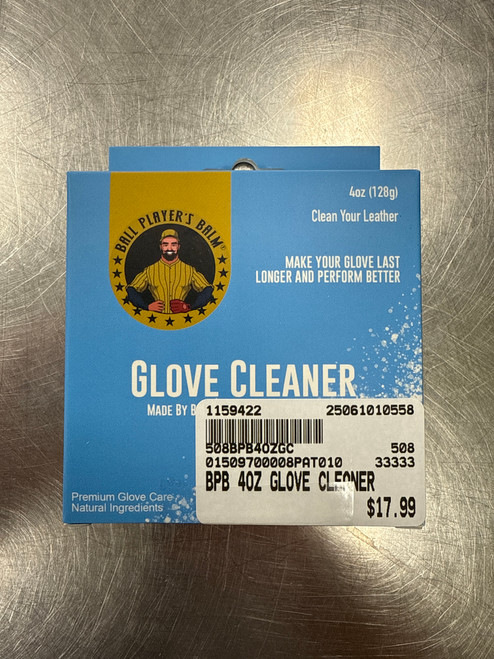 4oz (128g)
Clean Your Leather
BALL PLAYER'S BALM®
MAKE YOUR GLOVE LAST
LONGER AND PERFORM BETTER
GLOVE CLEANER
MADE BY B
1159422 25061010558
508BPB4OZGC 508
01509700008PAT010 33333
BPB 4OZ GLOVE CLEANER
$17.99
Premium Glove Care
Natural Ingredients